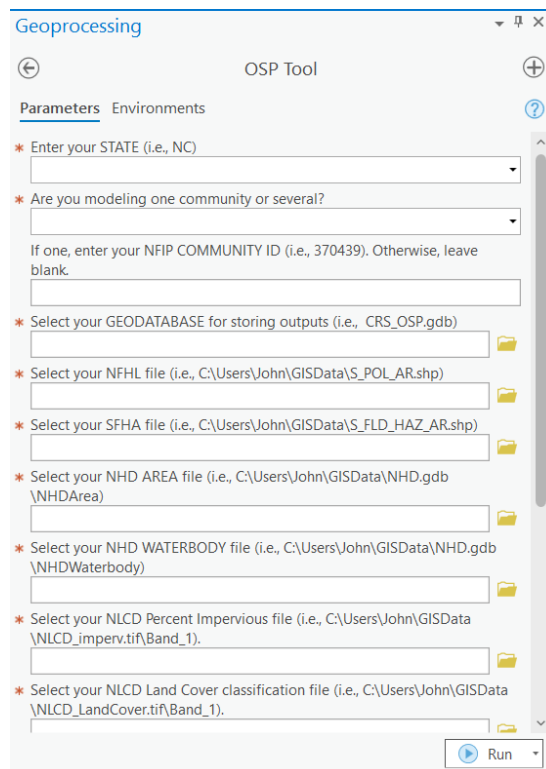 Geoprocessing
OSP Tool
Parameters Environments
* Enter your STATE (i.e., NC)
* Are you modeling one community or several?
If one, enter your NFIP COMMUNITY ID (i.e., 370439). Otherwise, leave
blank.
* Select your GEODATABASE for storing outputs (i.e., CRS_OSP.gdb)
* Select your NFHL file (i.e., C:\Users\John\GISData\S_POL_AR.shp)
* Select your SFHA file (i.e., C:\Users\John\GISData\S_FLD_HAZ_AR.shp)
* Select your NHD AREA file (i.e., C:\Users\John\GISData\NHD.gdb
\NHDArea)
* Select your NHD WATERBODY file (i.e., C:\Users\John\GISData\NHD.gdb
\NHDWaterbody)
* Select your NLCD Percent Impervious file (i.e., C:\Users\John\GISData
\NLCD_imperv.tif\Band_1).
* Select your NLCD Land Cover classification file (i.e., C:\Users\John\GISData
\NLCD_LandCover.tif\Band_1).
Run